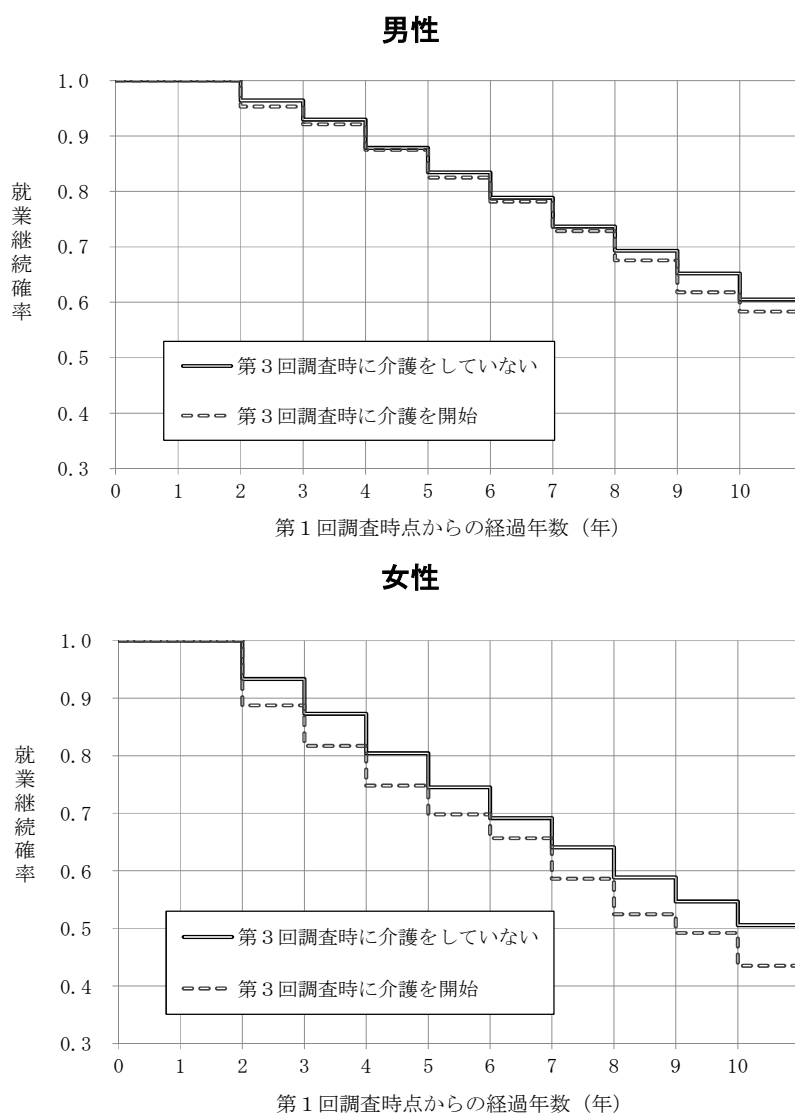 男性
1.0
0.9
0.8
0.7
0.6
0.5
0.4
0.3
就業継続確率
第3回調査時に介護をしていない
第3回調査時に介護を開始
0 1 2 3 4 5 6 7 8 9 10
第1回調査時点からの経過年数（年）
女性
1.0
0.9
0.8
0.7
0.6
0.5
0.4
0.3
就業継続確率
第3回調査時に介護をしていない
第3回調査時に介護を開始
0 1 2 3 4 5 6 7 8 9 10
第1回調査時点からの経過年数（年）